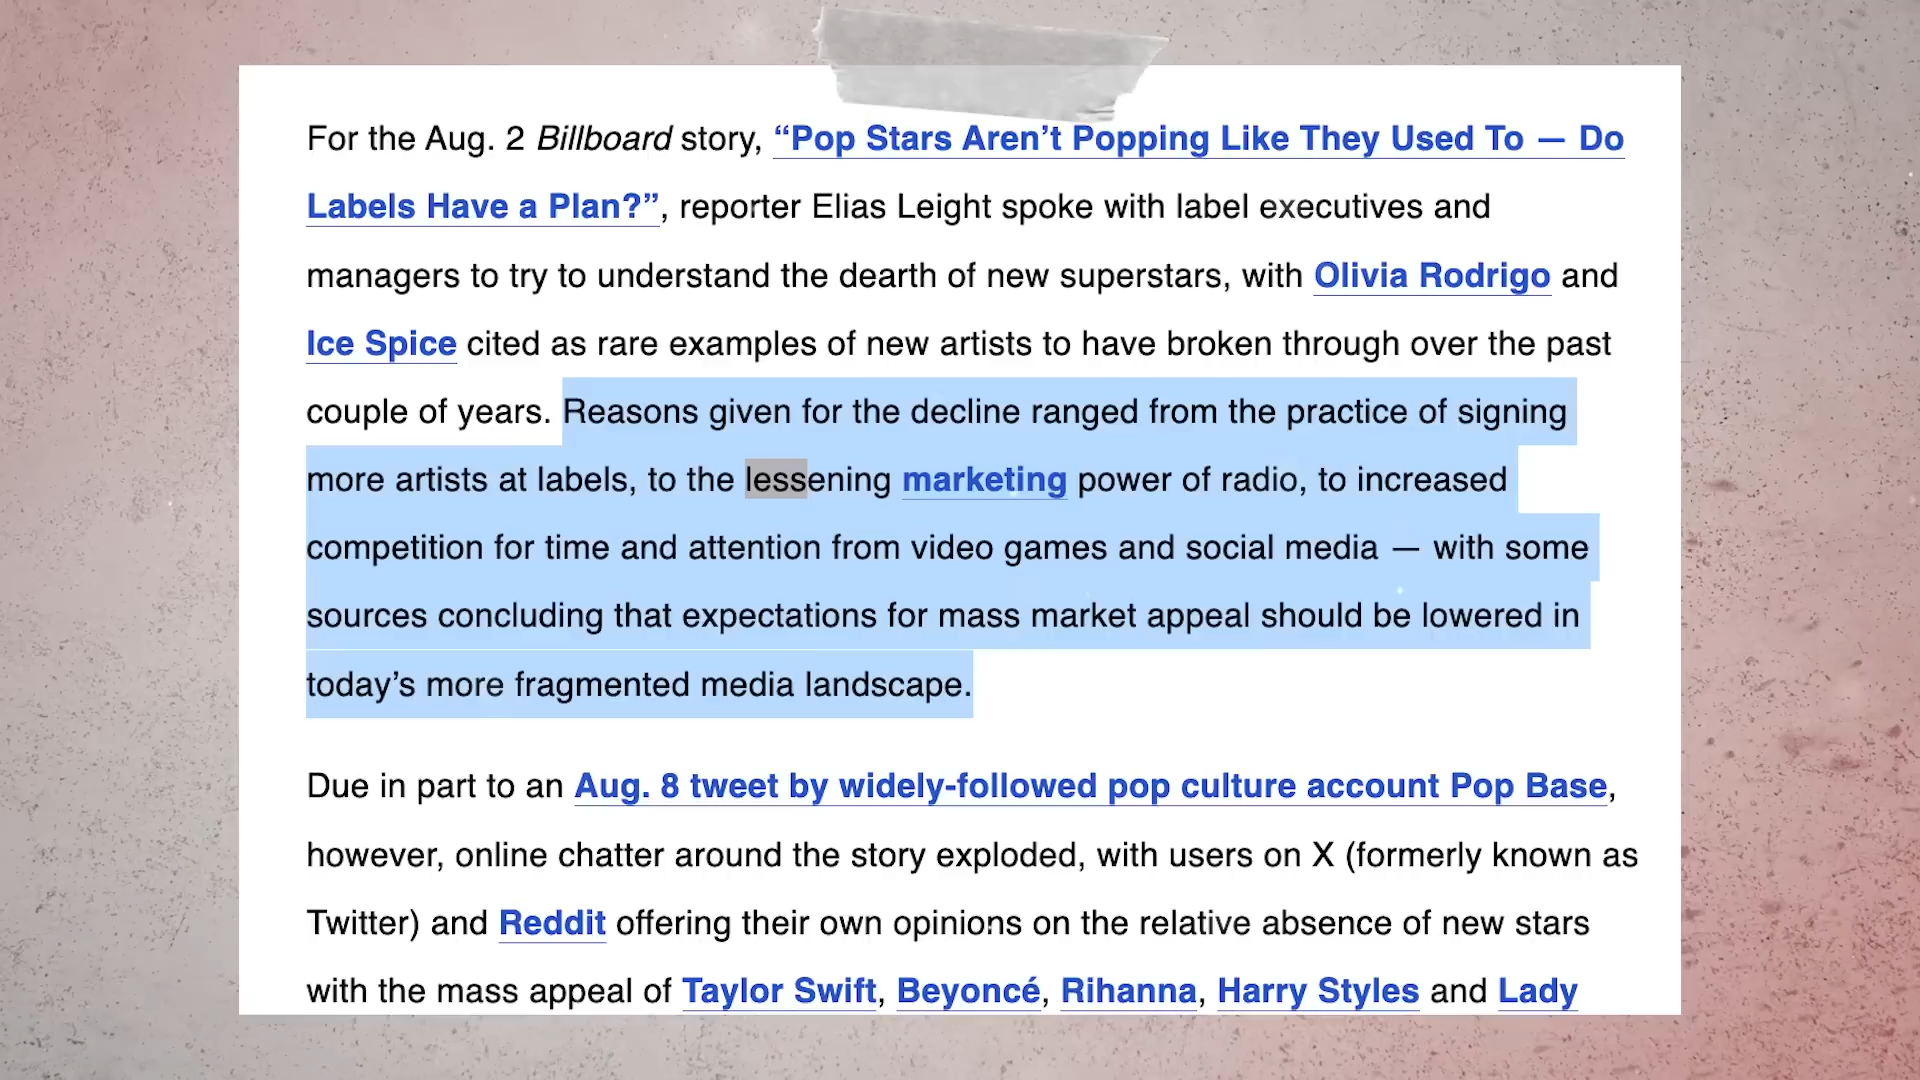 For the Aug. 2 Billboard story, “Pop Stars Aren’t Popping Like They Used To — Do
Labels Have a Plan?”, reporter Elias Leight spoke with label executives and
managers to try to understand the dearth of new superstars, with Olivia Rodrigo and
Ice Spice cited as rare examples of new artists to have broken through over the past
couple of years. Reasons given for the decline ranged from the practice of signing
more artists at labels, to the lessening marketing power of radio, to increased
competition for time and attention from video games and social media — with some
sources concluding that expectations for mass market appeal should be lowered in
today’s more fragmented media landscape.
Due in part to an Aug. 8 tweet by widely-followed pop culture account Pop Base,
however, online chatter around the story exploded, with users on X (formerly known as
Twitter) and Reddit offering their own opinions on the relative absence of new stars
with the mass appeal of Taylor Swift, Beyoncé, Rihanna, Harry Styles and Lady